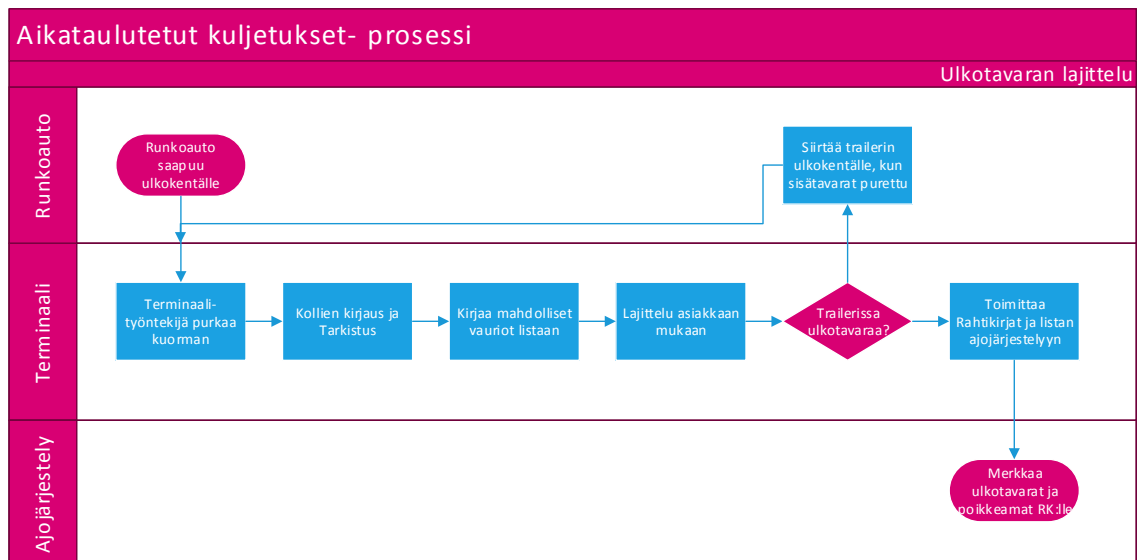 Aikataulutetut kuljetukset- prosessi
Ulkotavaran lajittelu
Runkoauto
Runkoauto
saapuu
ulkokentälle
Siirtää trailerin
ulkokentälle, kun
sisätavarat purettu
Terminaali
Terminaali-
työntekijä purkaa
kuorman
Kollien kirjaus ja
Tarkistus
Kirjaa mahdolliset
vauriot listaan
Lajittelu asiakkaan
mukaan
Trailerissa
ulkotavaraa?
Toimittaa
Rahtikirjat ja listan
ajojärjestelyyn
Ajojärjestely
Merkkaa
ulkotavarat ja
poikkeamat RK:lle